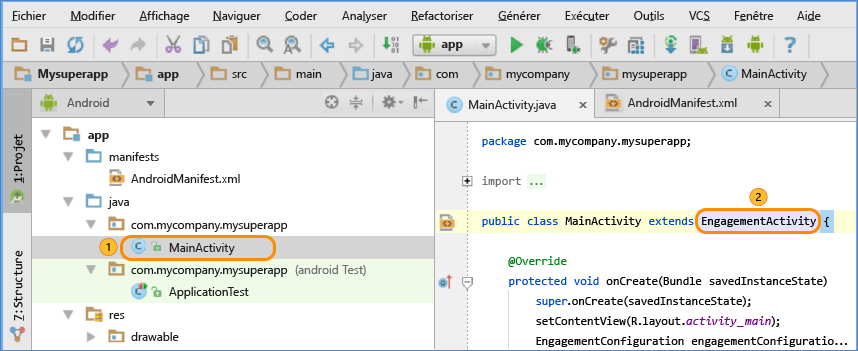 Fichier Modifier Affichage Naviguer Coder Analyser Refactoriser Générer Exécuter Outils VCS Fenêtre Aide
app
Mysuperapp app src main java com mycompany mysuperapp MainActivity
1:Projet
7:Structure
Android
app
manifests
AndroidManifest.xml
java
com.mycompany.mysuperapp
1 MainActivity
com.mycompany.mysuperapp (android Test)
ApplicationTest
res
drawable
MainActivity.java AndroidManifest.xml
package com.mycompany.mysuperapp;
import ...
2
public class MainActivity extends EngagementActivity {
@Override
protected void onCreate(Bundle savedInstanceState)
super.onCreate(savedInstanceState);
setContentView(R.layout.activity_main);
EngagementConfiguration engagementConfiguratio...